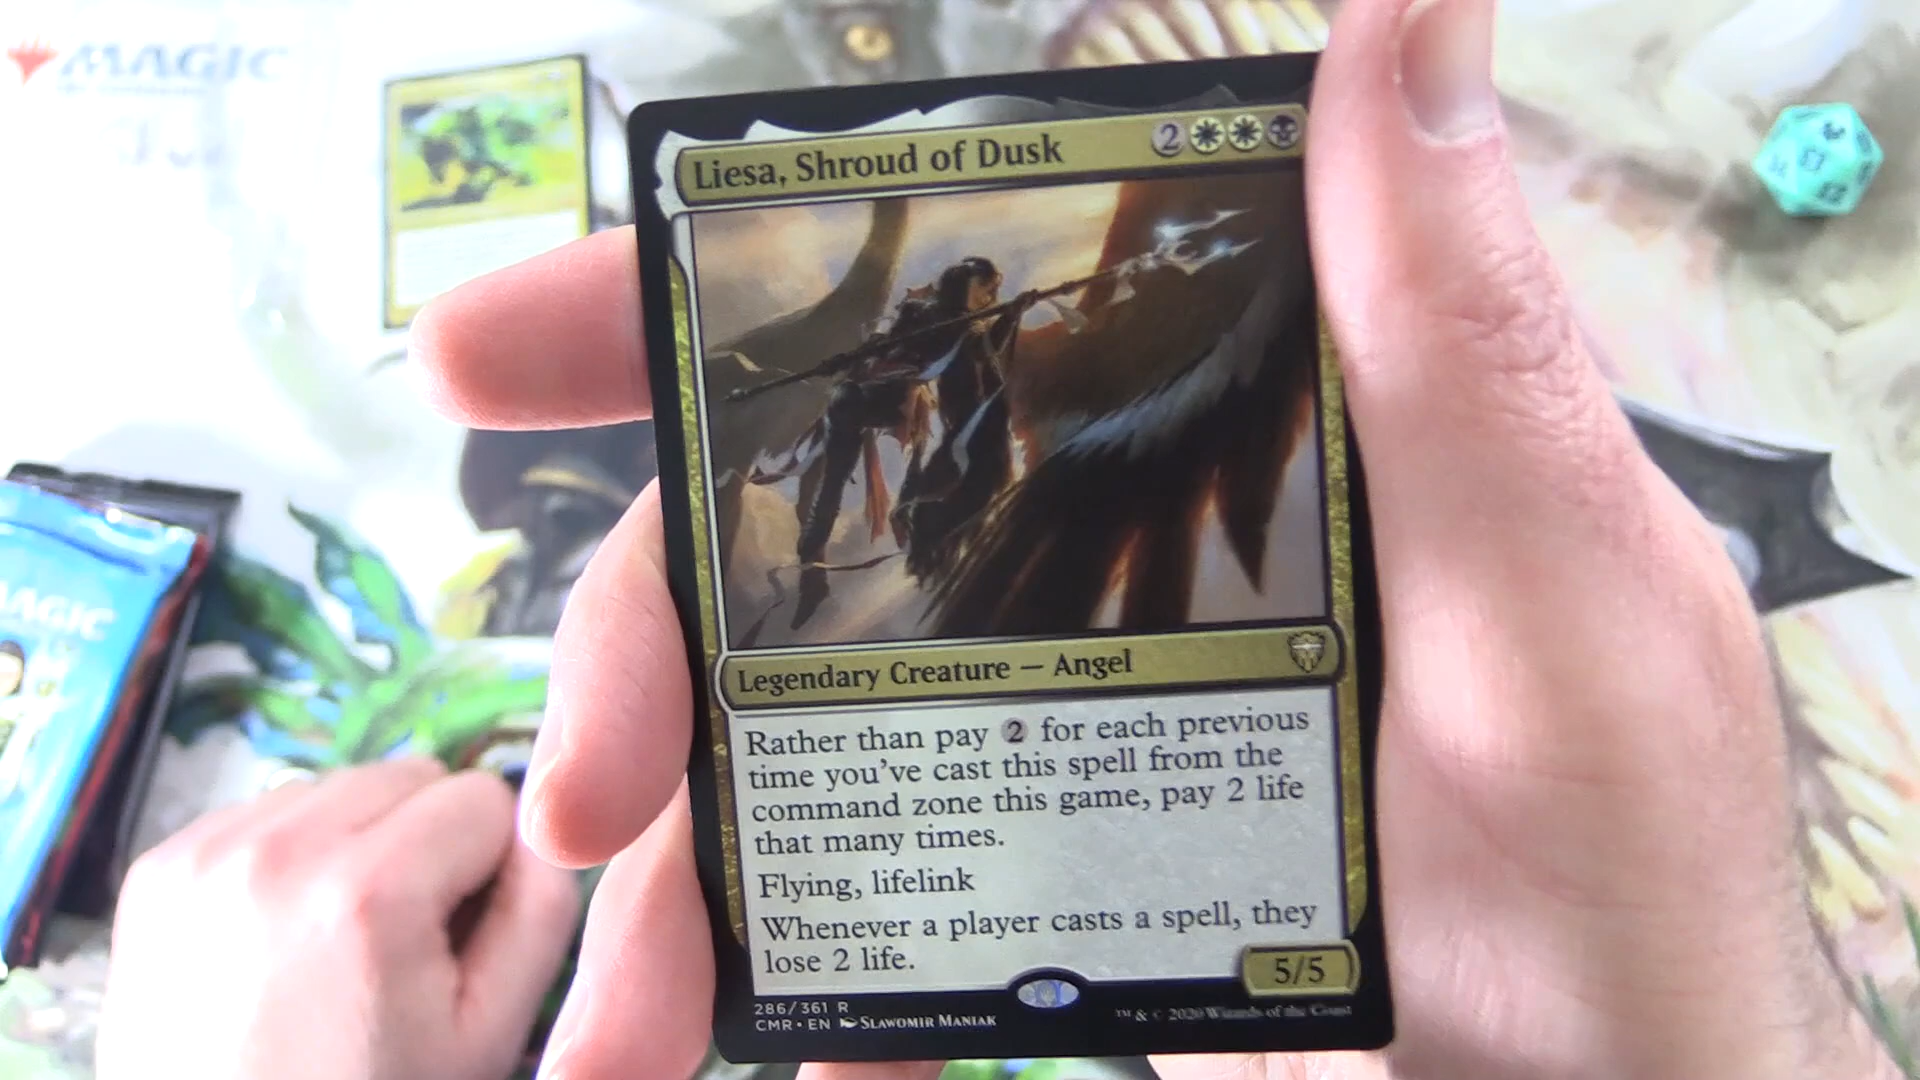 MAGIC
Liesa, Shroud of Dusk 2
Legendary Creature — Angel
Rather than pay 2 for each previous
time you've cast this spell from the
command zone this game, pay 2 life
that many times.
Flying, lifelink
Whenever a player casts a spell, they
lose 2 life.
5/5
286/361 R
CMR • EN SLAWOMIR MANIAK
™ & © 2020 Wizards of the Coast
MAGIC